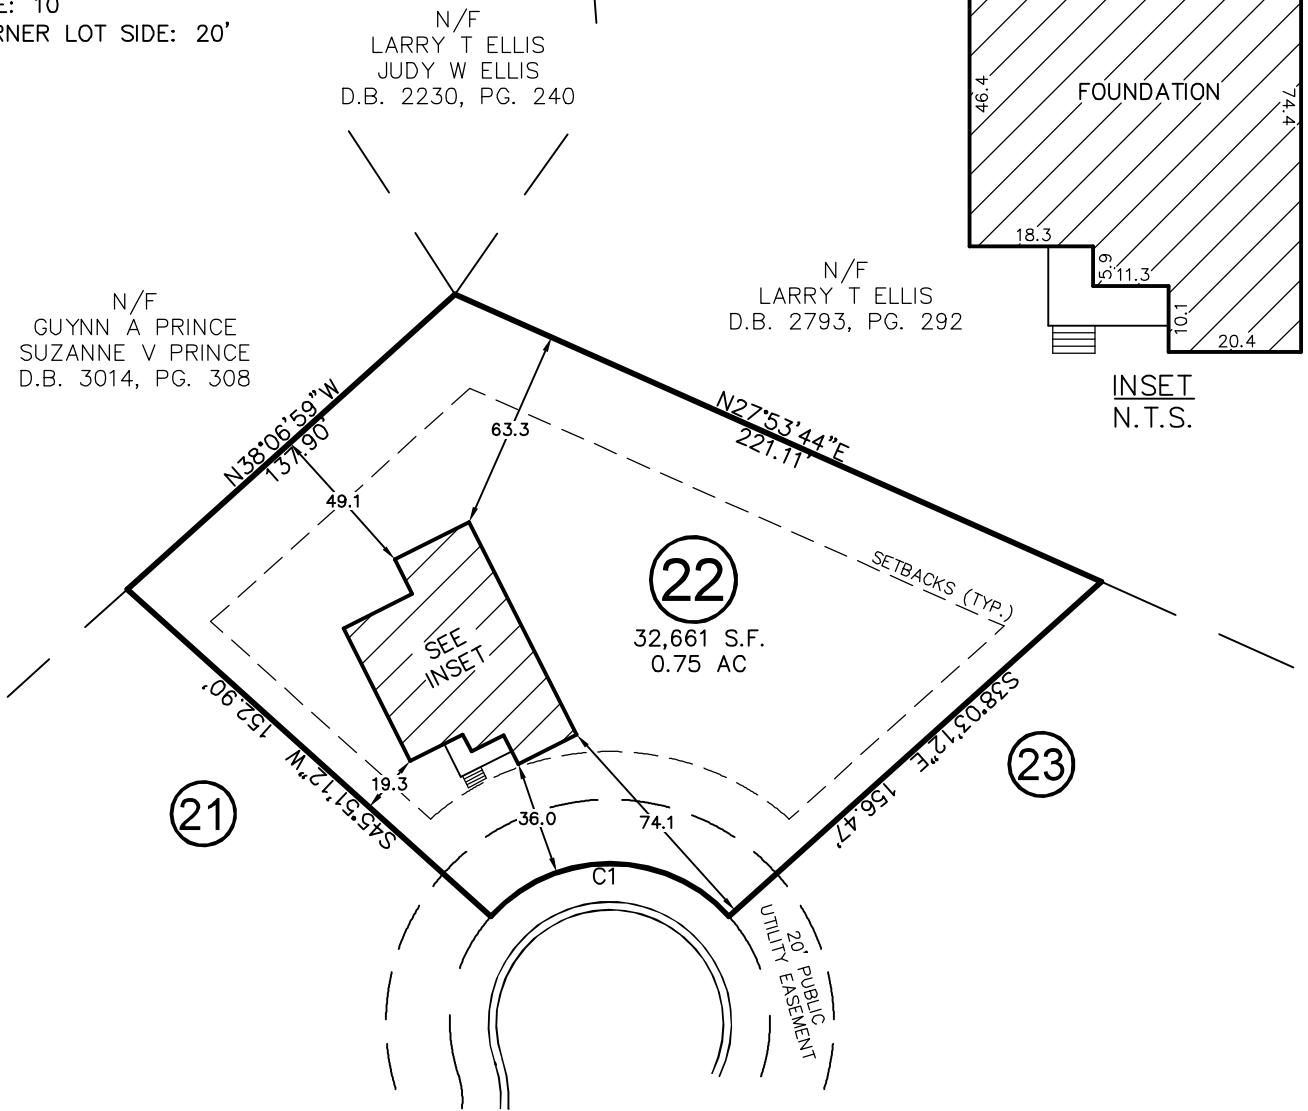 E: 10'
RNER LOT SIDE: 20'
N/F
LARRY T ELLIS
JUDY W ELLIS
D.B. 2230, PG. 240
46.4
FOUNDATION
74.4
18.3
5.9
11.3
10.1
20.4
INSET
N.T.S.
N/F
LARRY T ELLIS
D.B. 2793, PG. 292
N/F
GUYNN A PRINCE
SUZANNE V PRINCE
D.B. 3014, PG. 308
N38°06'59"W
137.90'
N27°53'44"E
221.11'
63.3
49.1
22
32,661 S.F.
0.75 AC
SETBACKS (TYP.)
SEE
INSET
S45°51'12"W 152.90'
S38°03'12"E 156.47'
21
23
19.3
36.0
74.1
C1
20' PUBLIC
UTILITY EASEMENT